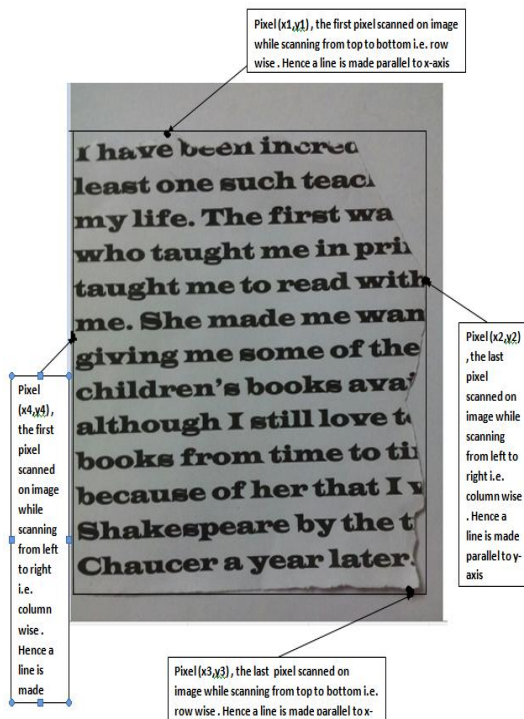 Pixel (x1,y1) , the first pixel scanned on image
while scanning from top to bottom i.e. row
wise . Hence a line is made parallel to x-axis
I have been incred
least one such teach
my life. The first wa
who taught me in pri
taught me to read with
me. She made me wan
giving me some of the
children's books avai
although I still love to
books from time to ti
because of her that I w
Shakespeare by the t
Chaucer a year later.
Pixel (x2,y2)
, the last
pixel
scanned on
image while
scanning
from left to
right i.e.
column wise
. Hence a
line is made
parallel to y-
axis
Pixel
(x4,y4) ,
the first
pixel
scanned
on image
while
scanning
from left
to right
i.e.
column
wise .
Hence a
line is
made
Pixel (x3,y3) , the last pixel scanned on
image while scanning from top to bottom i.e.
row wise . Hence a line is made parallel to x-